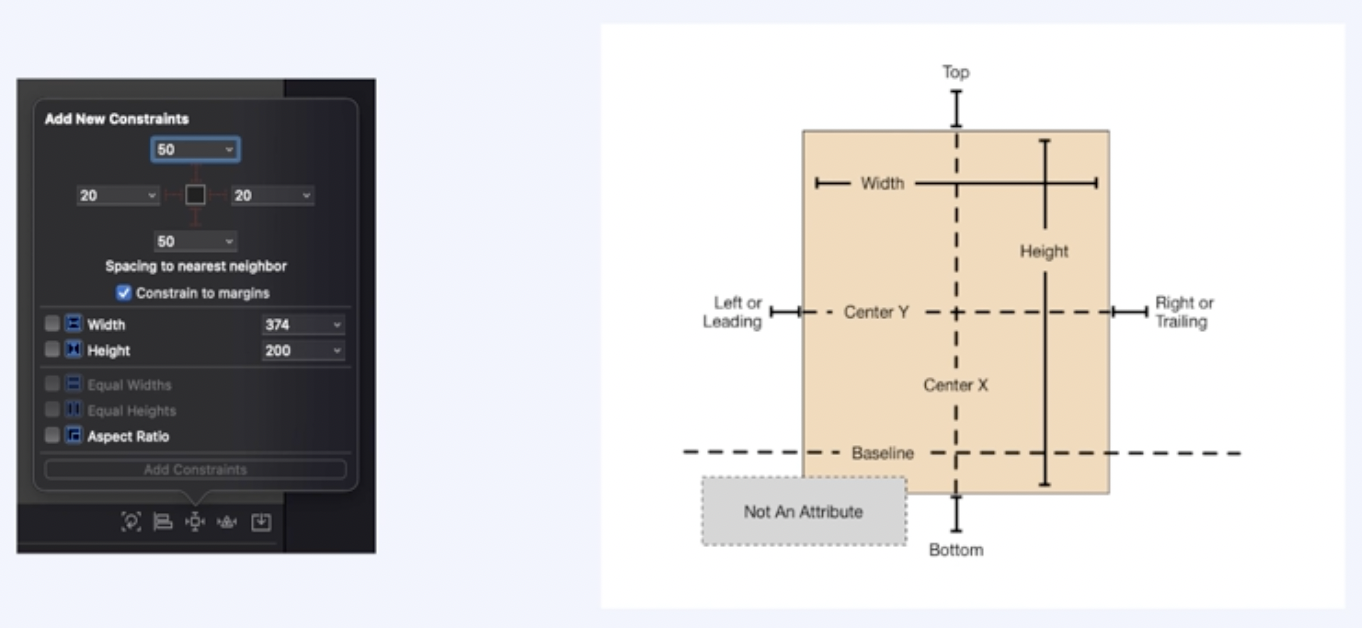 Add New Constraints
50
20 20
50
Spacing to nearest neighbor
Constrain to margins
Width 374
Height 200
Equal Widths
Equal Heights
Aspect Ratio
Add Constraints
Top
Width
Height
Left or
Leading
Center Y
Right or
Trailing
Center X
Baseline
Not An Attribute
Bottom